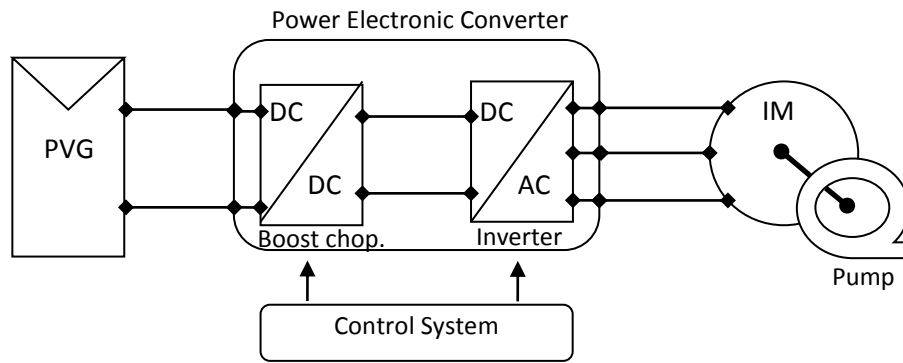 Power Electronic Converter
PVG
DC
DC
Boost chop.
DC
AC
Inverter
IM
Pump
Control System